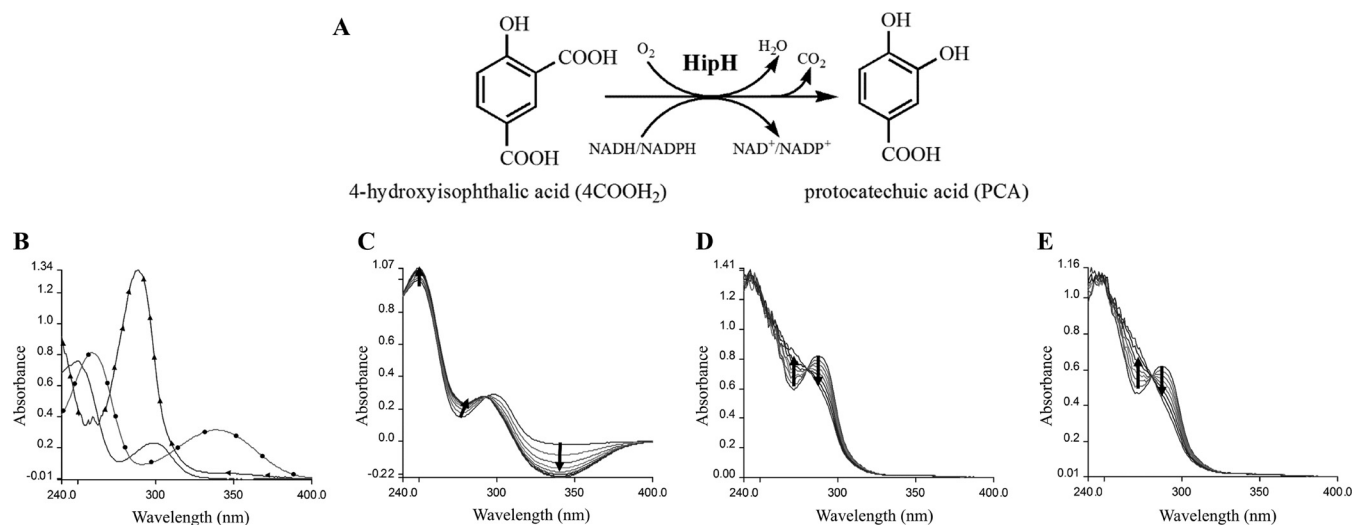 A
OH
COOH
COOH
O₂
HipH
H₂O
CO₂
NADH/NADPH
NAD⁺/NADP⁺
OH
OH
COOH
4-hydroxyisophthalic acid (4COOH₂)
protocatechuic acid (PCA)
B
1.34
1.2
1.0
0.8
0.6
0.4
0.2
-0.01
240.0
300
350
400.0
Absorbance
Wavelength (nm)
C
1.07
0.8
0.6
0.4
0.2
0.0
-0.22
240.0
300
350
400.0
Absorbance
Wavelength (nm)
D
1.41
1.2
1.0
0.8
0.6
0.4
0.2
0.00
240.0
300
350
400.0
Absorbance
Wavelength (nm)
E
1.16
1.0
0.8
0.6
0.4
0.2
0.01
240.0
300
350
400.0
Absorbance
Wavelength (nm)